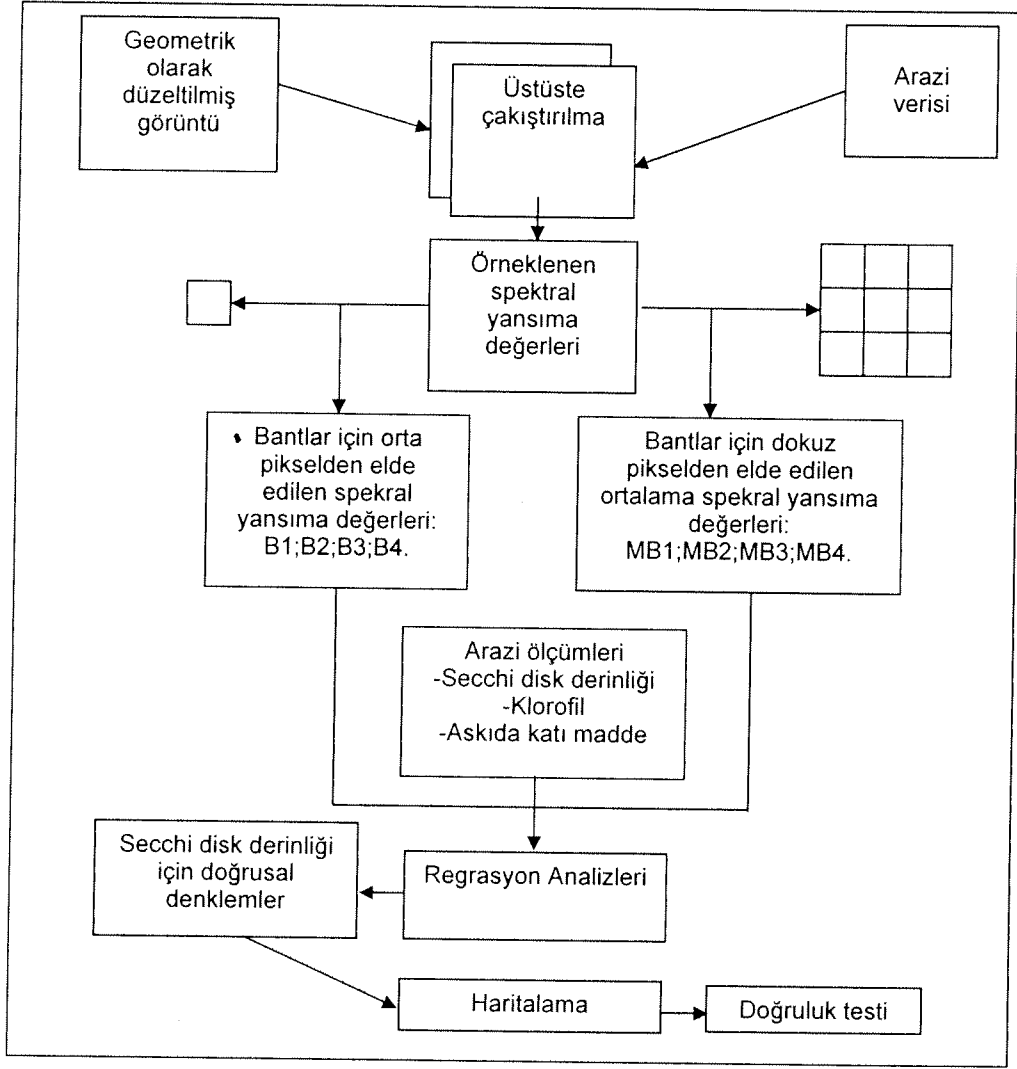 Geometrik
olarak
düzeltilmiş
görüntü
Üstüste
çakıştırılma
Arazi
verisi
Örneklenen
spektral
yansıma
değerleri
Bantlar için orta
pikselden elde
edilen spekral
yansıma değerleri:
B1;B2;B3;B4.
Bantlar için dokuz
pikselden elde edilen
ortalama spekral yansıma
değerleri:
MB1;MB2;MB3;MB4.
Arazi ölçümleri
-Secchi disk derinliği
-Klorofil
-Askıda katı madde
Secchi disk derinliği
için doğrusal
denklemler
Regrasyon Analizleri
Haritalama
Doğruluk testi